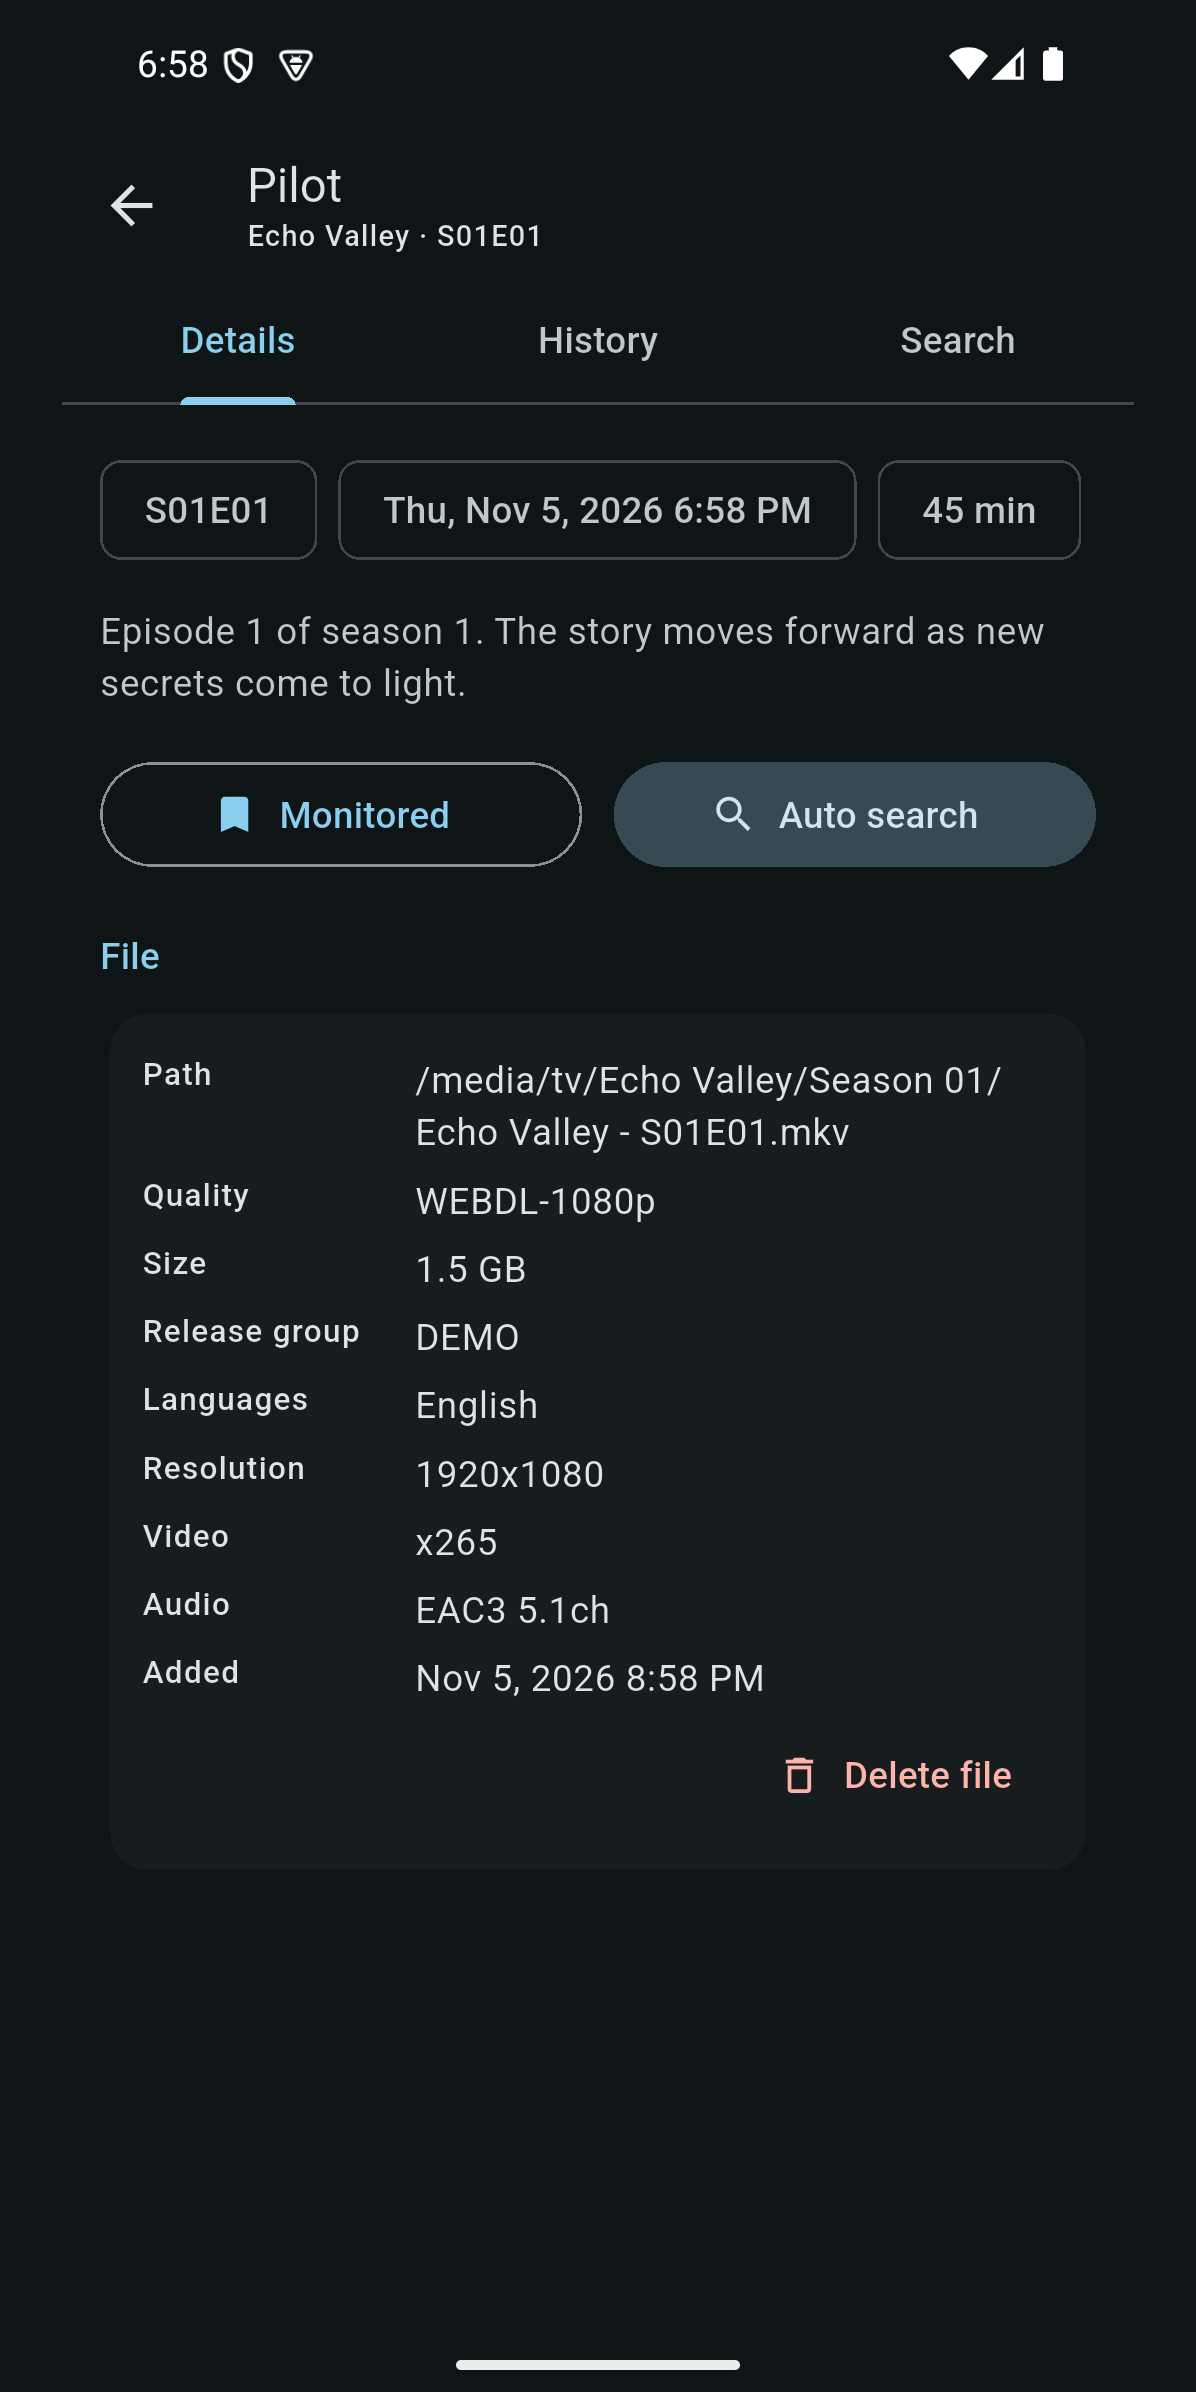 6:58
Pilot
Echo Valley · S01E01
Details
History
Search
S01E01
Thu, Nov 5, 2026 6:58 PM
45 min
Episode 1 of season 1. The story moves forward as new
secrets come to light.
Monitored
Auto search
File
Path
/media/tv/Echo Valley/Season 01/
Echo Valley - S01E01.mkv
Quality
WEBDL-1080p
Size
1.5 GB
Release group
DEMO
Languages
English
Resolution
1920x1080
Video
x265
Audio
EAC3 5.1ch
Added
Nov 5, 2026 8:58 PM
Delete file